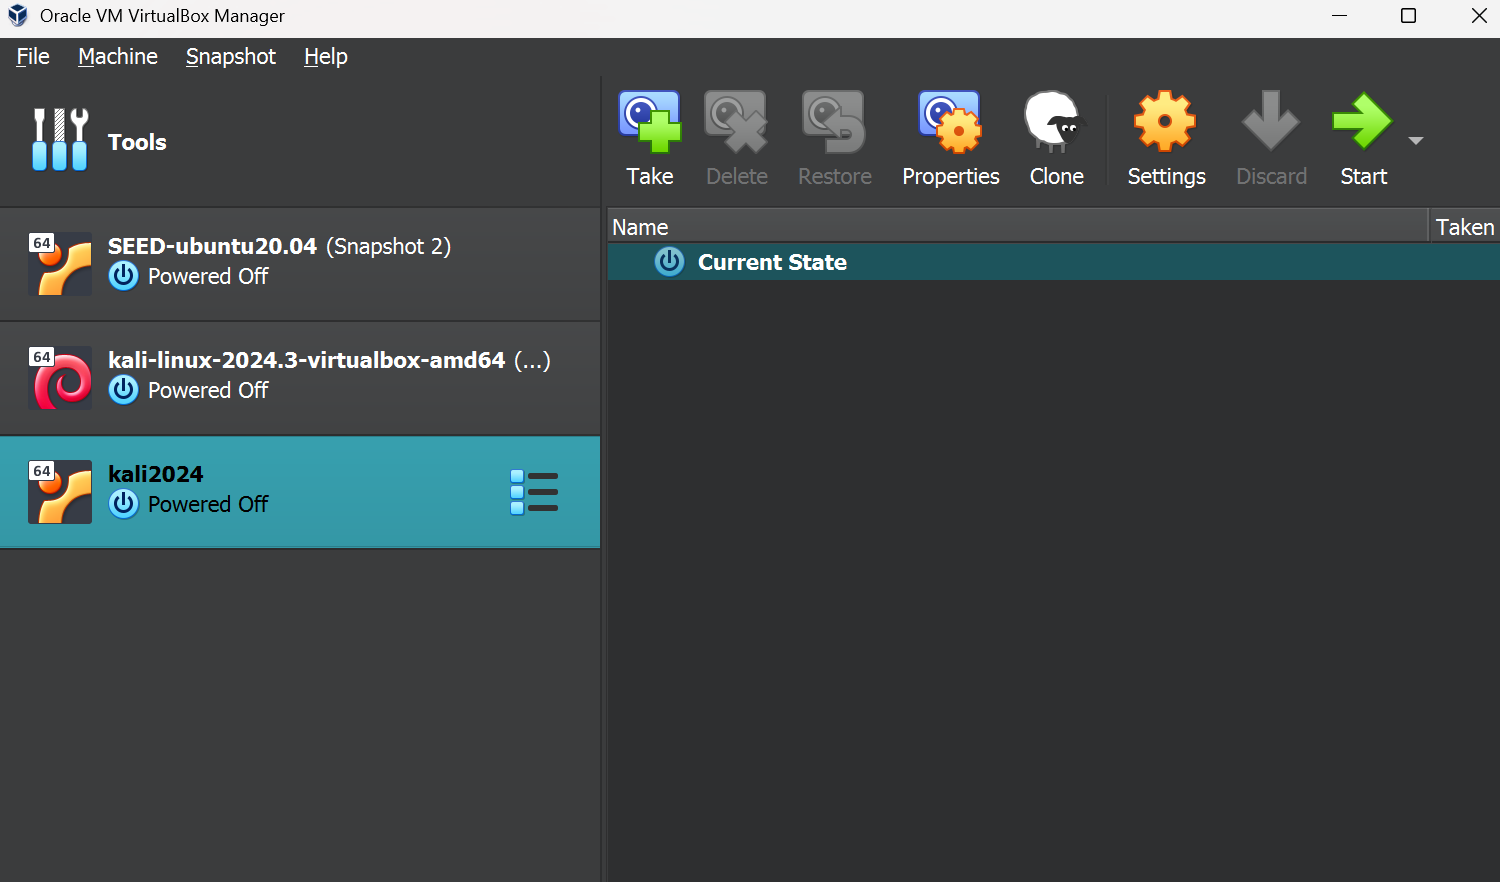 Oracle VM VirtualBox Manager
File Machine Snapshot Help
Tools
Take Delete Restore Properties Clone Settings Discard Start
Name Taken
Current State
64 SEED-ubuntu20.04 (Snapshot 2)
Powered Off
64 kali-linux-2024.3-virtualbox-amd64 (...)
Powered Off
64 kali2024
Powered Off